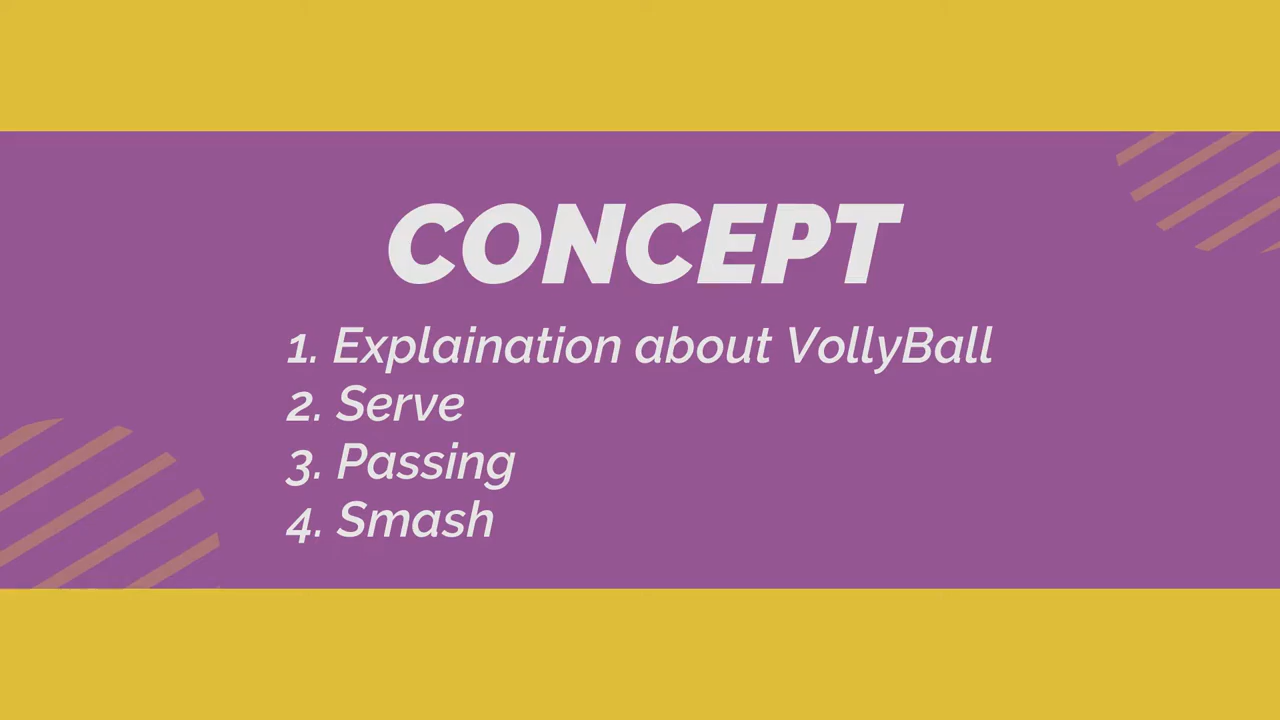 CONCEPT
1. Explaination about VollyBall
2. Serve
3. Passing
4. Smash